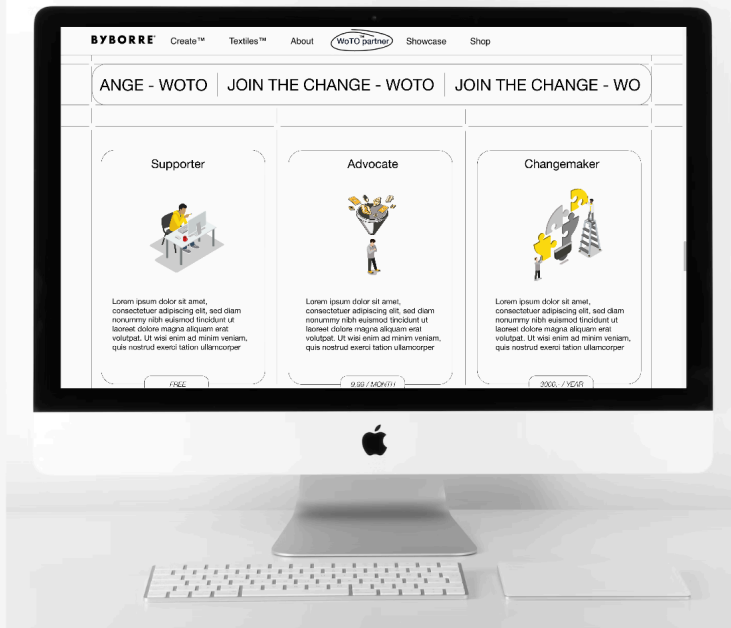 BYBORRE® Create™ Textiles™ About WoTO™ partner Showcase Shop
ANGE - WOTO JOIN THE CHANGE - WOTO JOIN THE CHANGE - WO
Supporter
Lorem ipsum dolor sit amet,
consectetuer adipiscing elit, sed diam
nonummy nibh euismod tincidunt ut
laoreet dolore magna aliquam erat
volutpat. Ut wisi enim ad minim veniam,
quis nostrud exerci tation ullamcorper
FREE
Advocate
Lorem ipsum dolor sit amet,
consectetuer adipiscing elit, sed diam
nonummy nibh euismod tincidunt ut
laoreet dolore magna aliquam erat
volutpat. Ut wisi enim ad minim veniam,
quis nostrud exerci tation ullamcorper
9.99 / MONTH
Changemaker
Lorem ipsum dolor sit amet,
consectetuer adipiscing elit, sed diam
nonummy nibh euismod tincidunt ut
laoreet dolore magna aliquam erat
volutpat. Ut wisi enim ad minim veniam,
quis nostrud exerci tation ullamcorper
3000,- / YEAR